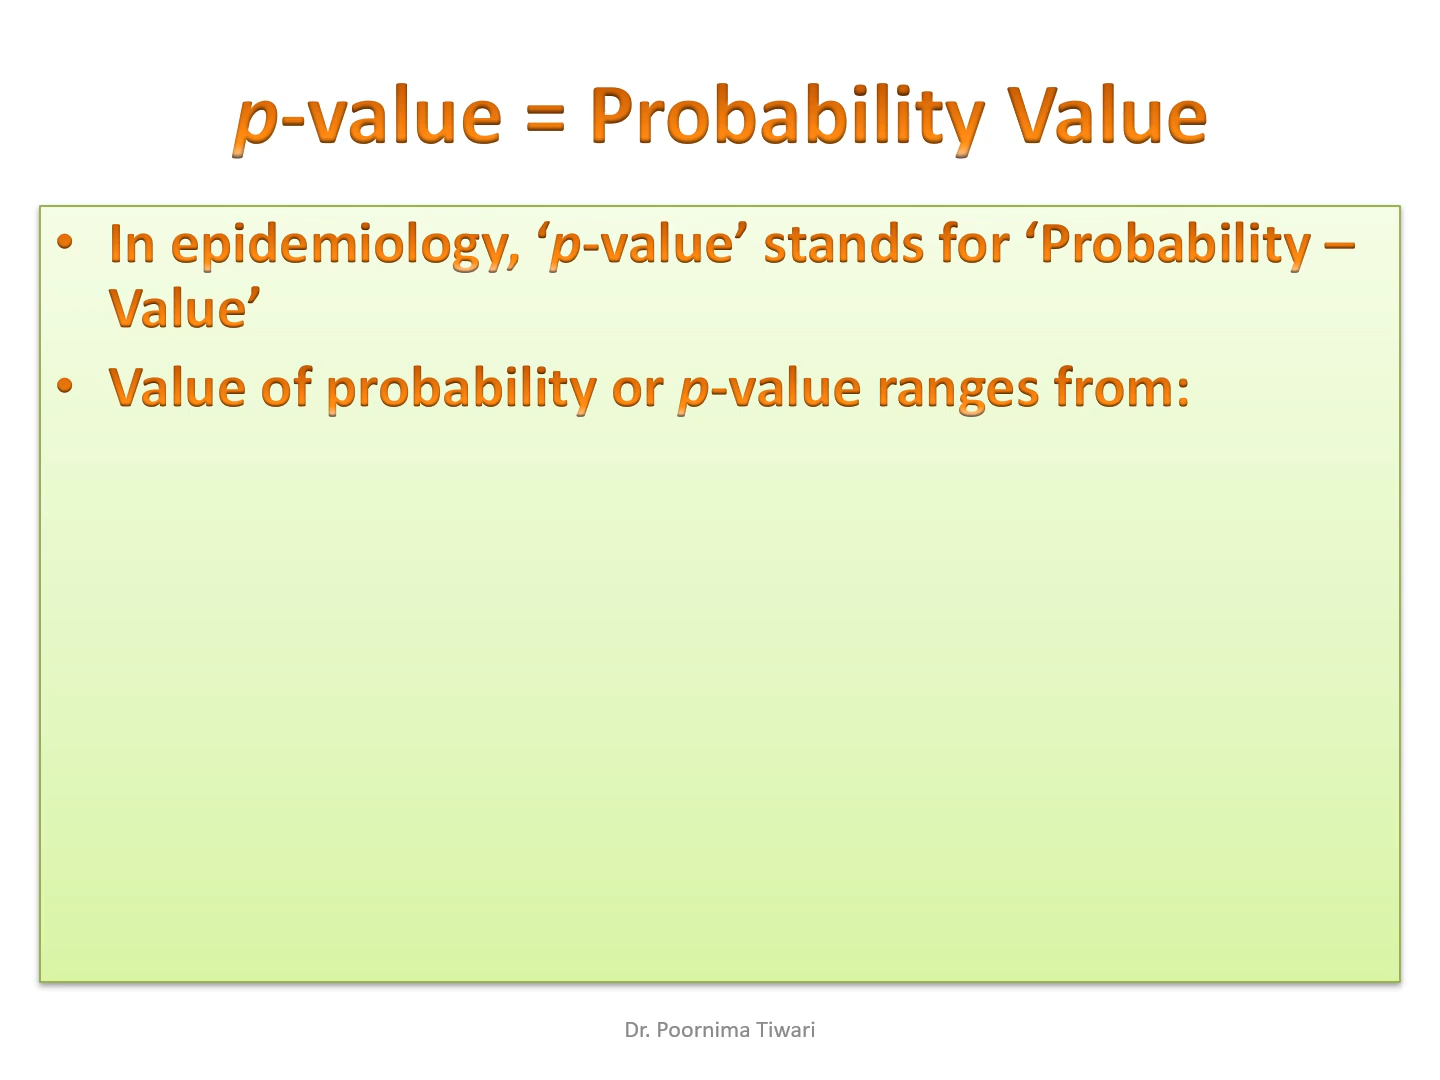 p-value = Probability Value
• In epidemiology, ‘p-value’ stands for ‘Probability –
Value’
• Value of probability or p-value ranges from:
Dr. Poornima Tiwari